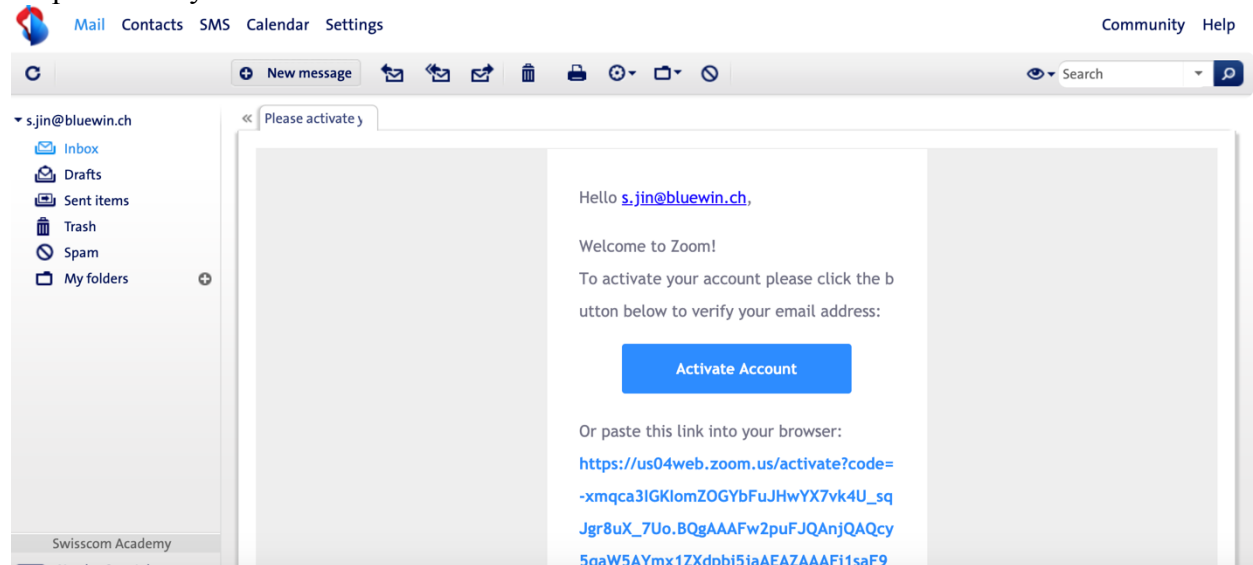 Mail Contacts SMS Calendar Settings Community Help
New message Search
s.jin@bluewin.ch
Inbox
Drafts
Sent items
Trash
Spam
My folders
Swisscom Academy
« Please activate y
Hello s.jin@bluewin.ch,
Welcome to Zoom!
To activate your account please click the b
utton below to verify your email address:
Activate Account
Or paste this link into your browser:
https://us04web.zoom.us/activate?code=
-xmqca3IGKIomZOGYbFuJHwYX7vk4U_sq
Jgr8uX_7Uo.BQgAAAFw2puFJQAnjQAQcy